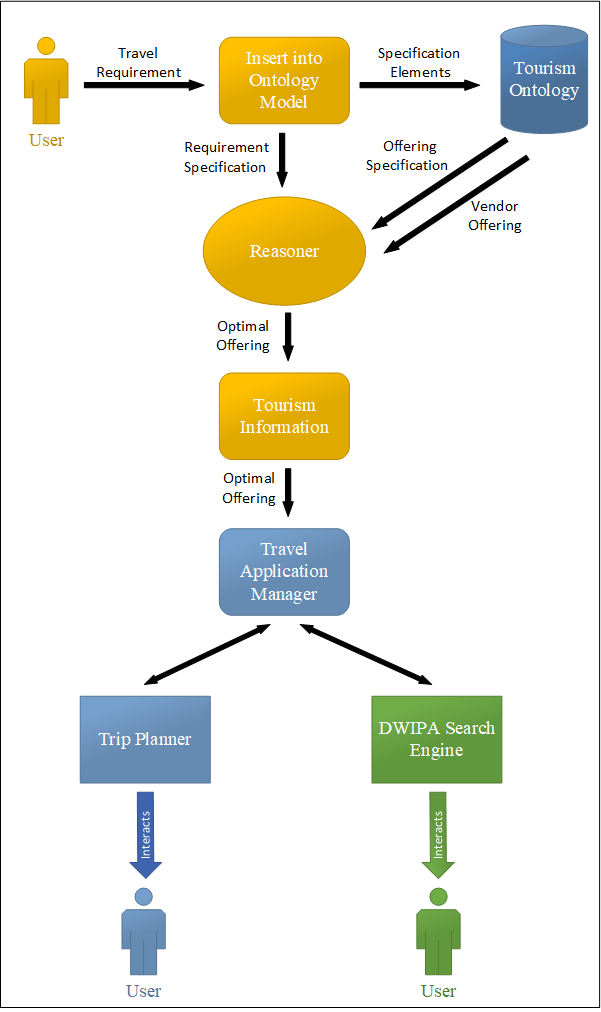 Travel
Requirement
Insert into
Ontology
Model
Specification
Elements
Tourism
Ontology
User
Requirement
Specification
Offering
Specification
Vendor
Offering
Reasoner
Optimal
Offering
Tourism
Information
Optimal
Offering
Travel
Application
Manager
Trip Planner
DWIPA Search
Engine
Interacts
Interacts
User
User